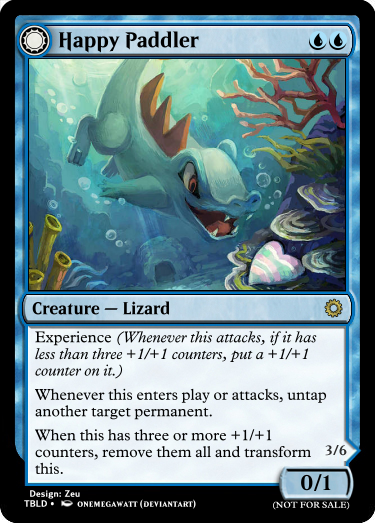 Happy Paddler
Creature — Lizard
Experience (Whenever this attacks, if it has
less than three +1/+1 counters, put a +1/+1
counter on it.)
Whenever this enters play or attacks, untap
another target permanent.
When this has three or more +1/+1
counters, remove them all and transform
this.
3/6
0/1
Design: Zeu
TBLD • ONEMEGAWATT (DEVIANTART)
(NOT FOR SALE)